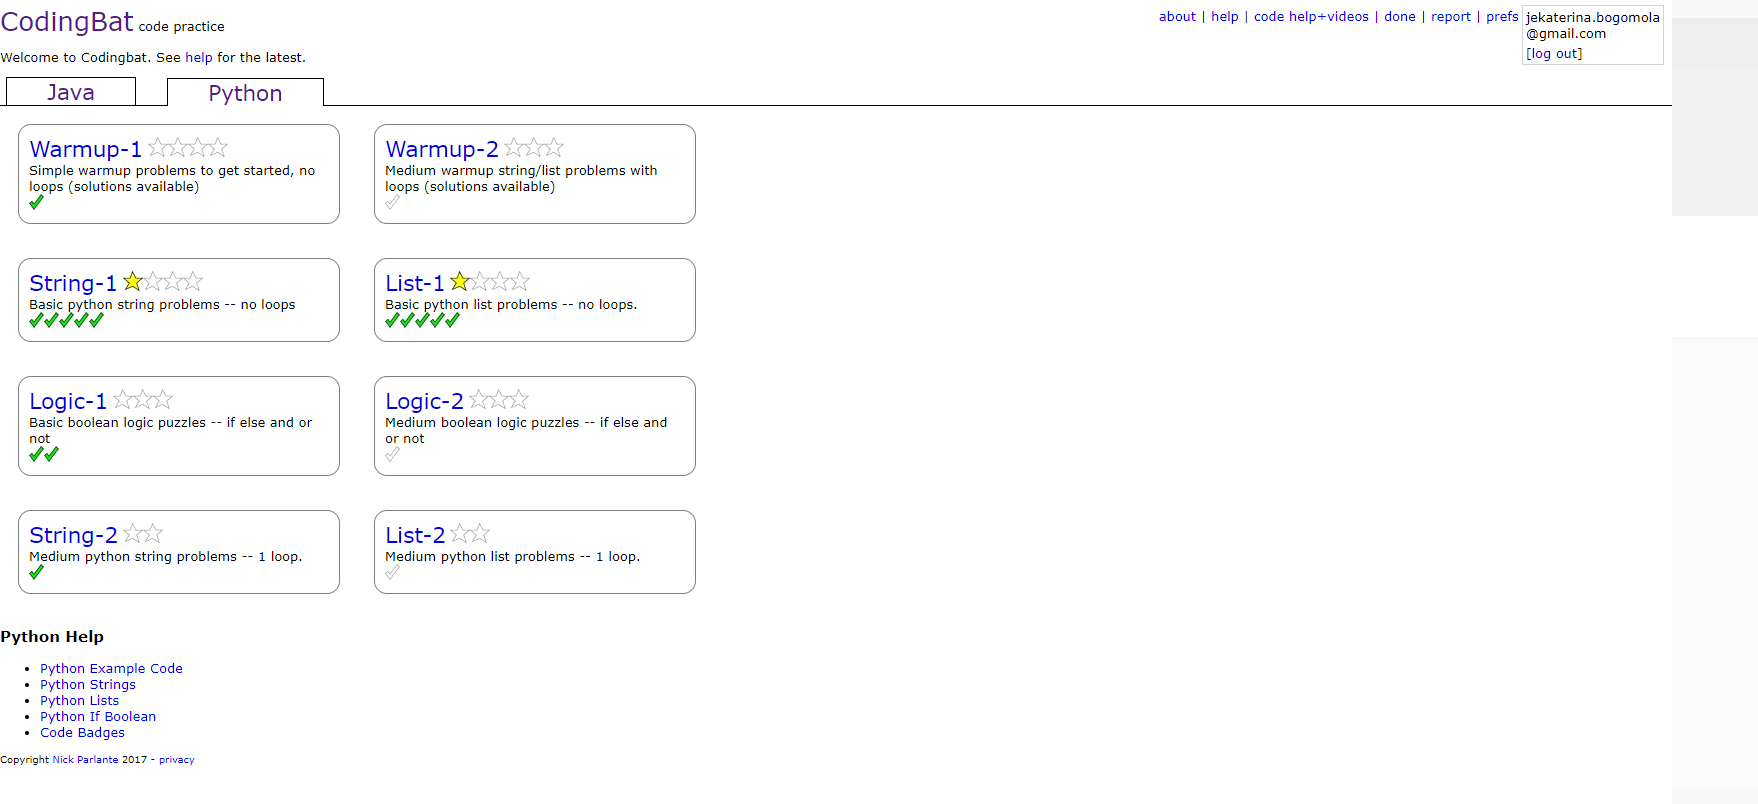 CodingBat code practice
about | help | code help+videos | done | report | prefs
jekaterina.bogomola
@gmail.com
[log out]
Welcome to Codingbat. See help for the latest.
Java
Python
Warmup-1
Simple warmup problems to get started, no
loops (solutions available)
Warmup-2
Medium warmup string/list problems with
loops (solutions available)
String-1
Basic python string problems -- no loops
List-1
Basic python list problems -- no loops.
Logic-1
Basic boolean logic puzzles -- if else and or
not
Logic-2
Medium boolean logic puzzles -- if else and
or not
String-2
Medium python string problems -- 1 loop.
List-2
Medium python list problems -- 1 loop.
Python Help
Python Example Code
Python Strings
Python Lists
Python If Boolean
Code Badges
Copyright Nick Parlante 2017 - privacy